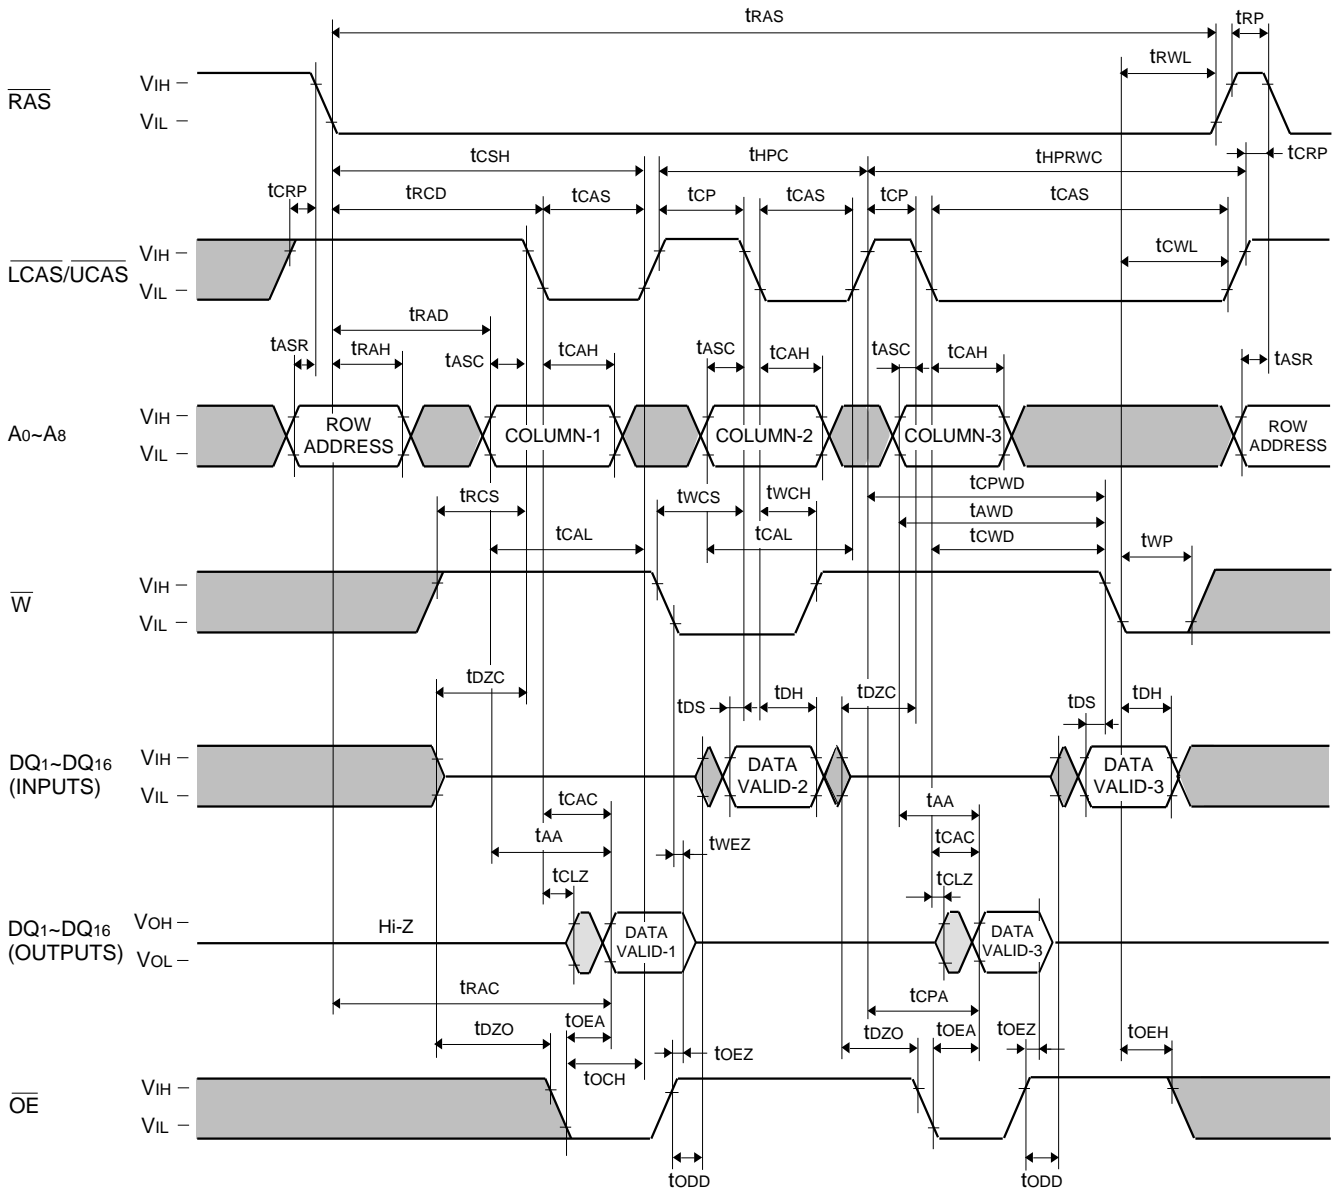 tRAS
tRP
tRWL
RAS
VIH
VIL
tCSH
tHPC
tHPRWC
tCRP
tCRP
tRCD
tCAS
tCP
tCAS
tCP
tCAS
LCAS/UCAS
VIH
VIL
tCWL
tRAD
tASR
tRAH
tASC
tCAH
tASC
tCAH
tASC
tCAH
tASR
A0~A8
VIH
VIL
ROW
ADDRESS
COLUMN-1
COLUMN-2
COLUMN-3
ROW
ADDRESS
tCPWD
tRCS
tWCS
tWCH
tAWD
tCAL
tCAL
tCWD
tWP
W
VIH
VIL
tDZC
tDS
tDH
tDZC
tDS
tDH
DQ1~DQ16
(INPUTS)
VIH
VIL
DATA
VALID-2
DATA
VALID-3
tCAC
tAA
tAA
tWEZ
tCAC
tCLZ
tCLZ
DQ1~DQ16
(OUTPUTS)
VOH
VOL
Hi-Z
DATA
VALID-1
DATA
VALID-3
tRAC
tCPA
tDZO
tOEA
tOEZ
tDZO
tOEA
tOEZ
tOEH
tOCH
OE
VIH
VIL
tODD
tODD